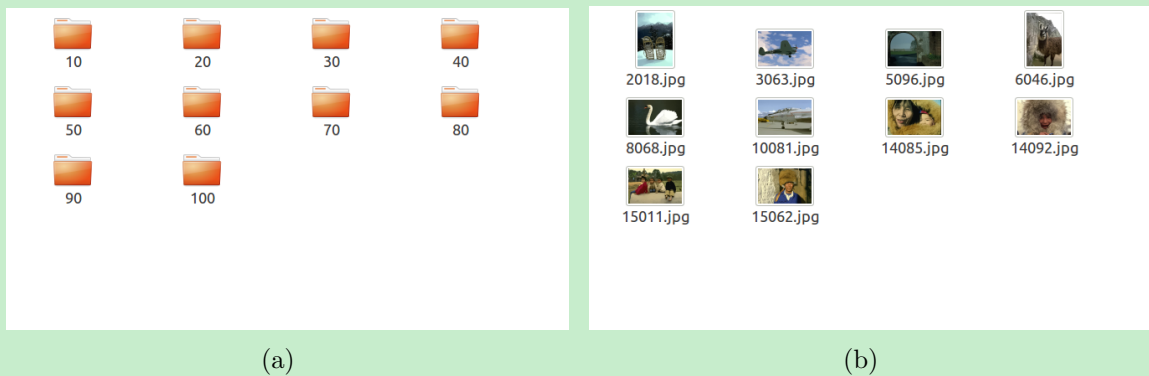 10 20 30 40
50 60 70 80
90 100
(a)
2018.jpg 3063.jpg 5096.jpg 6046.jpg
8068.jpg 10081.jpg 14085.jpg 14092.jpg
15011.jpg 15062.jpg
(b)